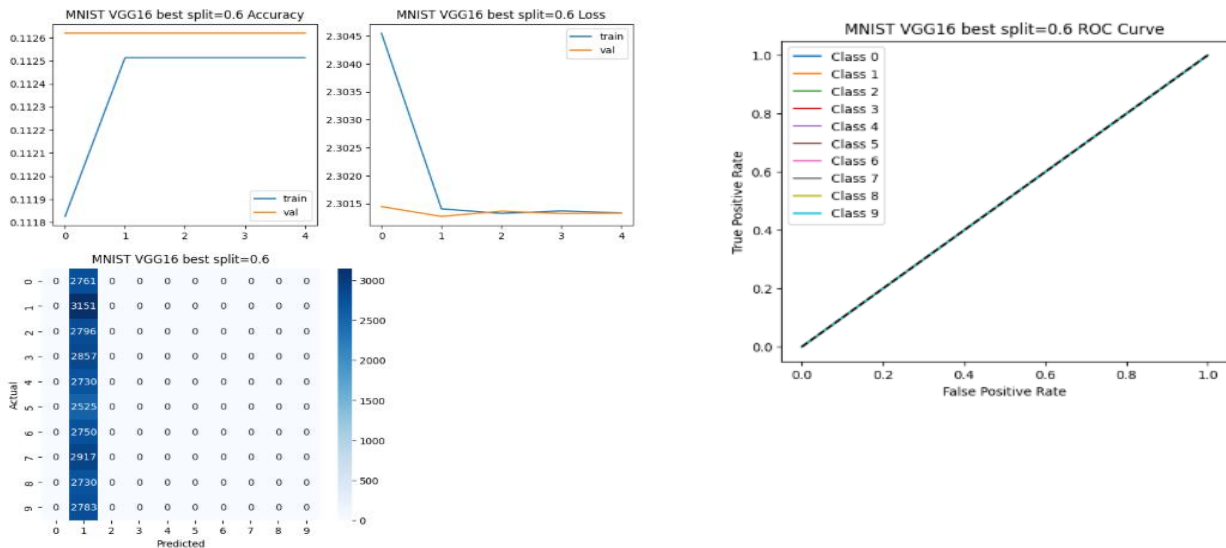 MNIST VGG16 best split=0.6 Accuracy
0.1126
0.1125
0.1124
0.1123
0.1122
0.1121
0.1120
0.1119
0.1118
train
val
0 1 2 3 4
MNIST VGG16 best split=0.6 Loss
2.3045
2.3040
2.3035
2.3030
2.3025
2.3020
2.3015
train
val
0 1 2 3 4
MNIST VGG16 best split=0.6
Actual
0 0 2761 0 0 0 0 0 0 0 0
1 0 3151 0 0 0 0 0 0 0 0
2 0 2796 0 0 0 0 0 0 0 0
3 0 2857 0 0 0 0 0 0 0 0
4 0 2730 0 0 0 0 0 0 0 0
5 0 2525 0 0 0 0 0 0 0 0
6 0 2750 0 0 0 0 0 0 0 0
7 0 2917 0 0 0 0 0 0 0 0
8 0 2730 0 0 0 0 0 0 0 0
9 0 2783 0 0 0 0 0 0 0 0
0 1 2 3 4 5 6 7 8 9
Predicted
3000
2500
2000
1500
1000
500
0
MNIST VGG16 best split=0.6 ROC Curve
True Positive Rate
1.0
0.8
0.6
0.4
0.2
0.0
Class 0
Class 1
Class 2
Class 3
Class 4
Class 5
Class 6
Class 7
Class 8
Class 9
0.0 0.2 0.4 0.6 0.8 1.0
False Positive Rate